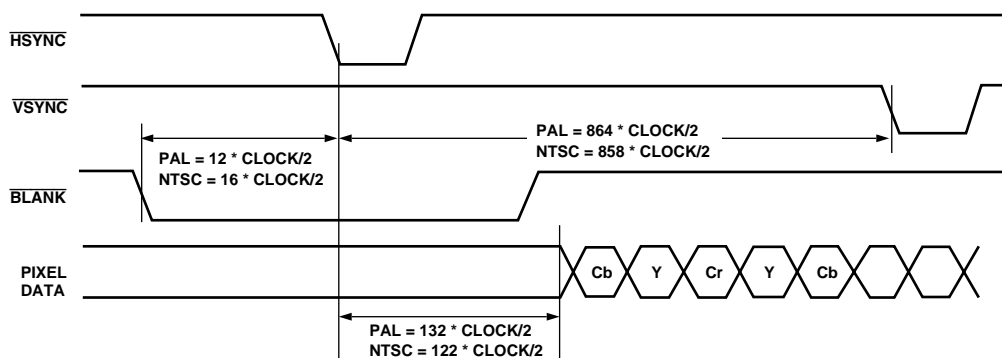 HSYNC
VSYNC
PAL = 864 * CLOCK/2
NTSC = 858 * CLOCK/2
PAL = 12 * CLOCK/2
NTSC = 16 * CLOCK/2
BLANK
PIXEL
DATA
Cb Y Cr Y Cb
PAL = 132 * CLOCK/2
NTSC = 122 * CLOCK/2